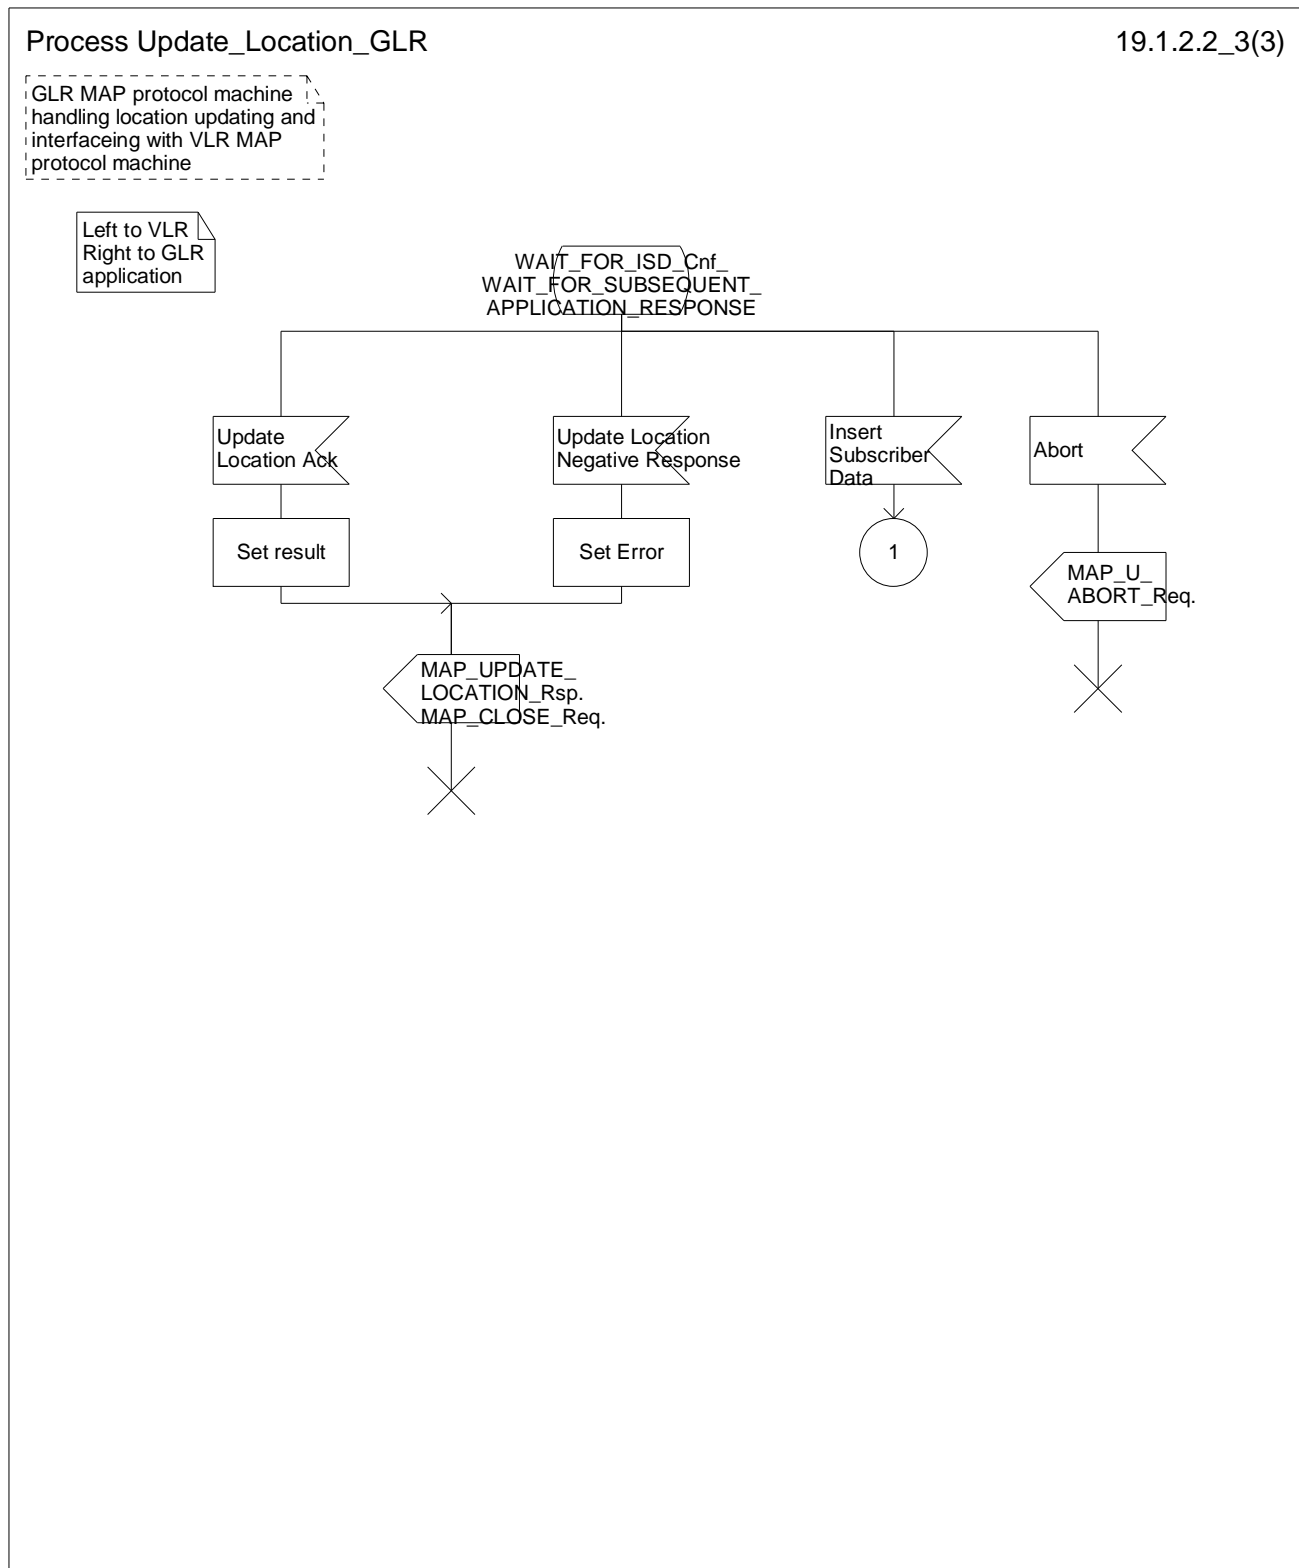 Process Update_Location_GLR
19.1.2.2_3(3)
GLR MAP protocol machine
handling location updating and
interfaceing with VLR MAP
protocol machine
Left to VLR
Right to GLR
application
WAIT_FOR_ISD_Cnf_
WAIT_FOR_SUBSEQUENT_
APPLICATION_RESPONSE
Update
Location Ack
Update Location
Negative Response
Insert
Subscriber
Data
Abort
Set result
Set Error
1
MAP_U_
ABORT_Req.
MAP_UPDATE_
LOCATION_Rsp.
MAP_CLOSE_Req.